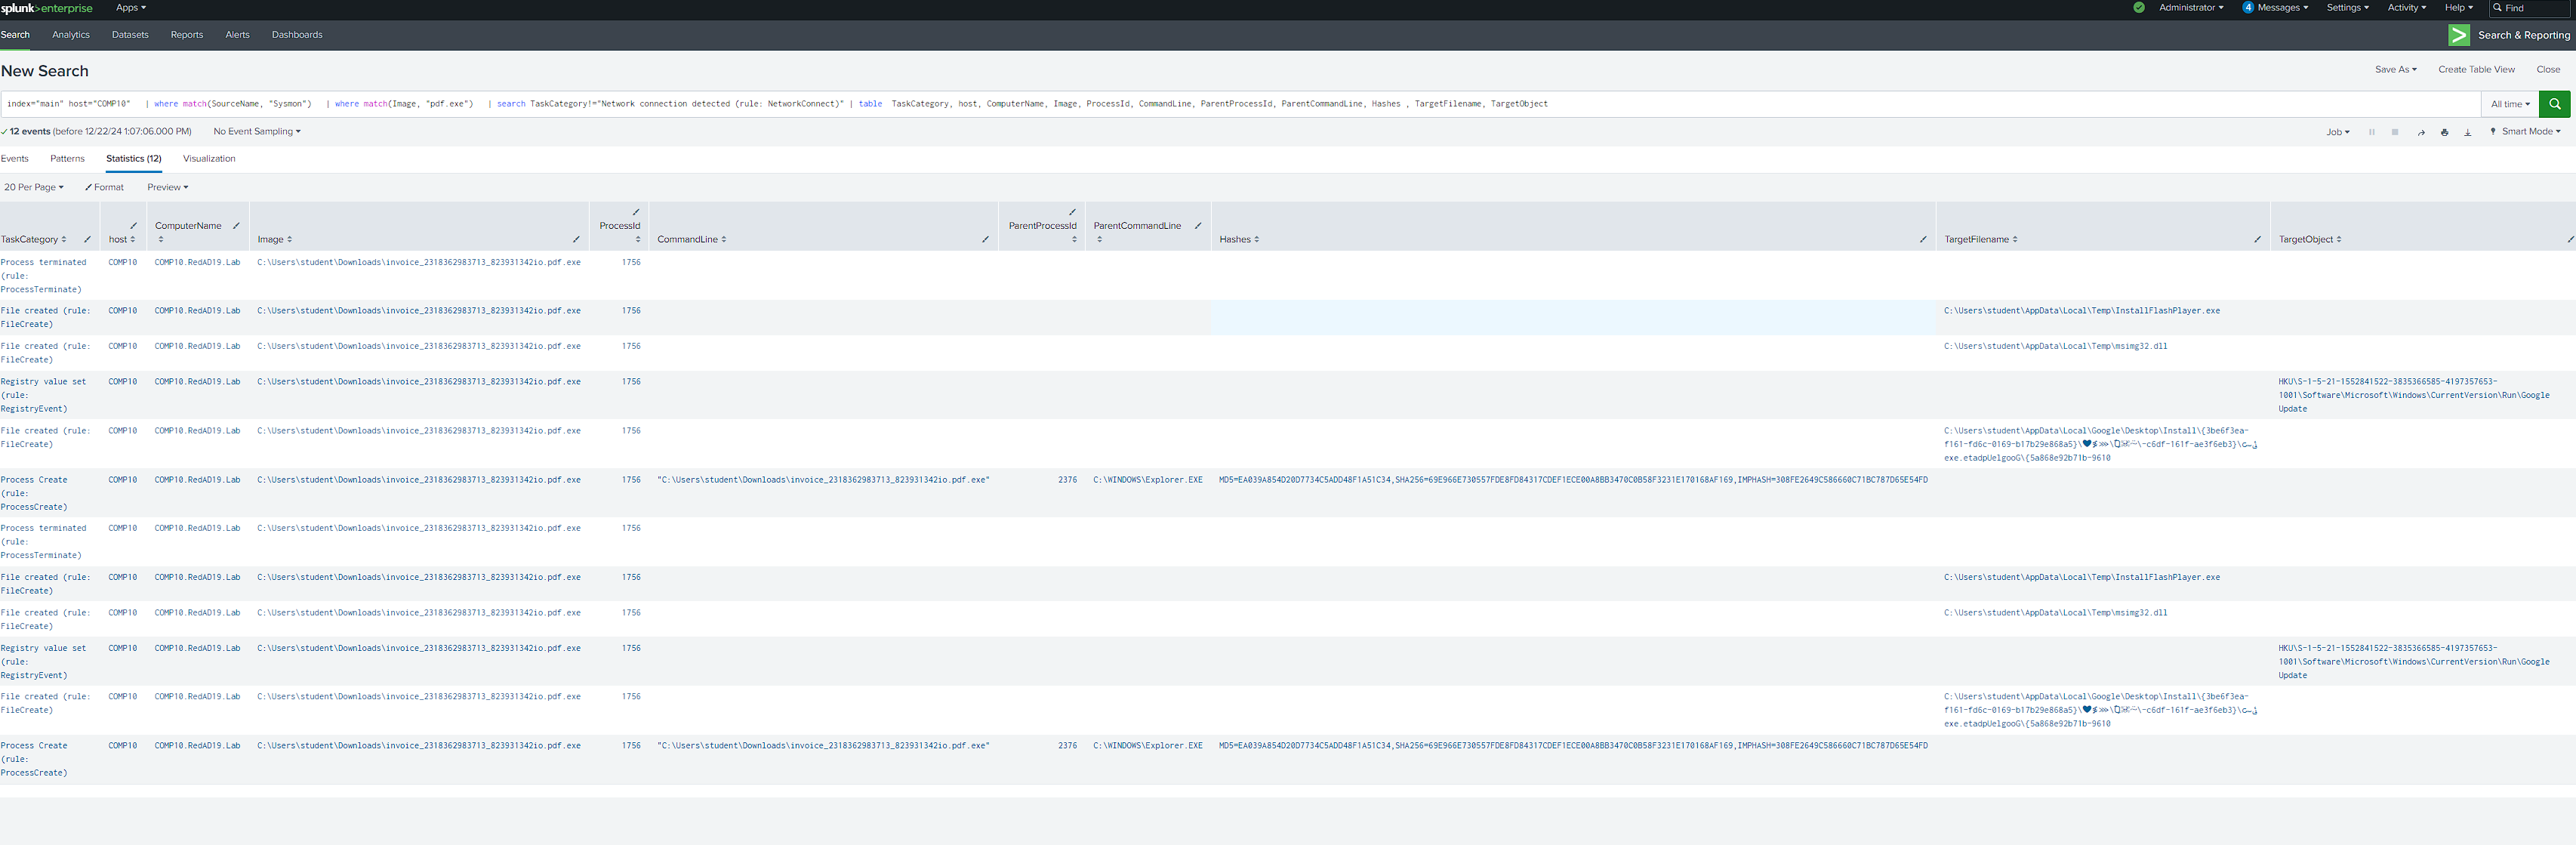 splunk>enterprise Apps Administrator 4 Messages Settings Activity Help Find
Search Analytics Datasets Reports Alerts Dashboards Search & Reporting
New Search Save As Create Table View Close
index="main" host="COMP10" | where match(SourceName, "Sysmon") | where match(Image, "pdf.exe") | search TaskCategory!="Network connection detected (rule: NetworkConnect)" | table TaskCategory, host, ComputerName, Image, ProcessId, CommandLine, ParentProcessId, ParentCommandLine, Hashes , TargetFilename, TargetObject All time
12 events (before 12/22/24 1:07:06.000 PM) No Event Sampling Job Smart Mode
Events Patterns Statistics (12) Visualization
20 Per Page Format Preview
TaskCategory host ComputerName Image ProcessId CommandLine ParentProcessId ParentCommandLine Hashes TargetFilename TargetObject
Process terminated COMP10 COMP10.RedAD19.Lab C:\Users\student\Downloads\invoice_2318362983713_823931342io.pdf.exe 1756
(rule:
ProcessTerminate)
File created (rule: COMP10 COMP10.RedAD19.Lab C:\Users\student\Downloads\invoice_2318362983713_823931342io.pdf.exe 1756 C:\Users\student\AppData\Local\Temp\InstallFlashPlayer.exe
FileCreate)
File created (rule: COMP10 COMP10.RedAD19.Lab C:\Users\student\Downloads\invoice_2318362983713_823931342io.pdf.exe 1756 C:\Users\student\AppData\Local\Temp\msimg32.dll
FileCreate)
Registry value set COMP10 COMP10.RedAD19.Lab C:\Users\student\Downloads\invoice_2318362983713_823931342io.pdf.exe 1756 HKU\S-1-5-21-1552841522-3835366585-4197357653-
(rule: 1001\Software\Microsoft\Windows\CurrentVersion\Run\Google
RegistryEvent) Update
File created (rule: COMP10 COMP10.RedAD19.Lab C:\Users\student\Downloads\invoice_2318362983713_823931342io.pdf.exe 1756 C:\Users\student\AppData\Local\Google\Desktop\Install\{3be6f3ea-
FileCreate) f161-fd6c-0169-b17b29e868a5}\ \-c6df-161f-ae3f6eb3}\
exe.etadpUelgooG\{5a868e92b71b-9610
Process Create COMP10 COMP10.RedAD19.Lab C:\Users\student\Downloads\invoice_2318362983713_823931342io.pdf.exe 1756 "C:\Users\student\Downloads\invoice_2318362983713_823931342io.pdf.exe" 2376 C:\WINDOWS\Explorer.EXE MD5=EA039A854D20D7734C5ADD48F1A51C34,SHA256=69E966E730557FDE8FD84317CDEF1ECE00A8BB3470C0B58F3231E170168AF169,IMPHASH=308FE2649C586660C71BC787D65E54FD
(rule:
ProcessCreate)
Process terminated COMP10 COMP10.RedAD19.Lab C:\Users\student\Downloads\invoice_2318362983713_823931342io.pdf.exe 1756
(rule:
ProcessTerminate)
File created (rule: COMP10 COMP10.RedAD19.Lab C:\Users\student\Downloads\invoice_2318362983713_823931342io.pdf.exe 1756 C:\Users\student\AppData\Local\Temp\InstallFlashPlayer.exe
FileCreate)
File created (rule: COMP10 COMP10.RedAD19.Lab C:\Users\student\Downloads\invoice_2318362983713_823931342io.pdf.exe 1756 C:\Users\student\AppData\Local\Temp\msimg32.dll
FileCreate)
Registry value set COMP10 COMP10.RedAD19.Lab C:\Users\student\Downloads\invoice_2318362983713_823931342io.pdf.exe 1756 HKU\S-1-5-21-1552841522-3835366585-4197357653-
(rule: 1001\Software\Microsoft\Windows\CurrentVersion\Run\Google
RegistryEvent) Update
File created (rule: COMP10 COMP10.RedAD19.Lab C:\Users\student\Downloads\invoice_2318362983713_823931342io.pdf.exe 1756 C:\Users\student\AppData\Local\Google\Desktop\Install\{3be6f3ea-
FileCreate) f161-fd6c-0169-b17b29e868a5}\ \-c6df-161f-ae3f6eb3}\
exe.etadpUelgooG\{5a868e92b71b-9610
Process Create COMP10 COMP10.RedAD19.Lab C:\Users\student\Downloads\invoice_2318362983713_823931342io.pdf.exe 1756 "C:\Users\student\Downloads\invoice_2318362983713_823931342io.pdf.exe" 2376 C:\WINDOWS\Explorer.EXE MD5=EA039A854D20D7734C5ADD48F1A51C34,SHA256=69E966E730557FDE8FD84317CDEF1ECE00A8BB3470C0B58F3231E170168AF169,IMPHASH=308FE2649C586660C71BC787D65E54FD
(rule:
ProcessCreate)